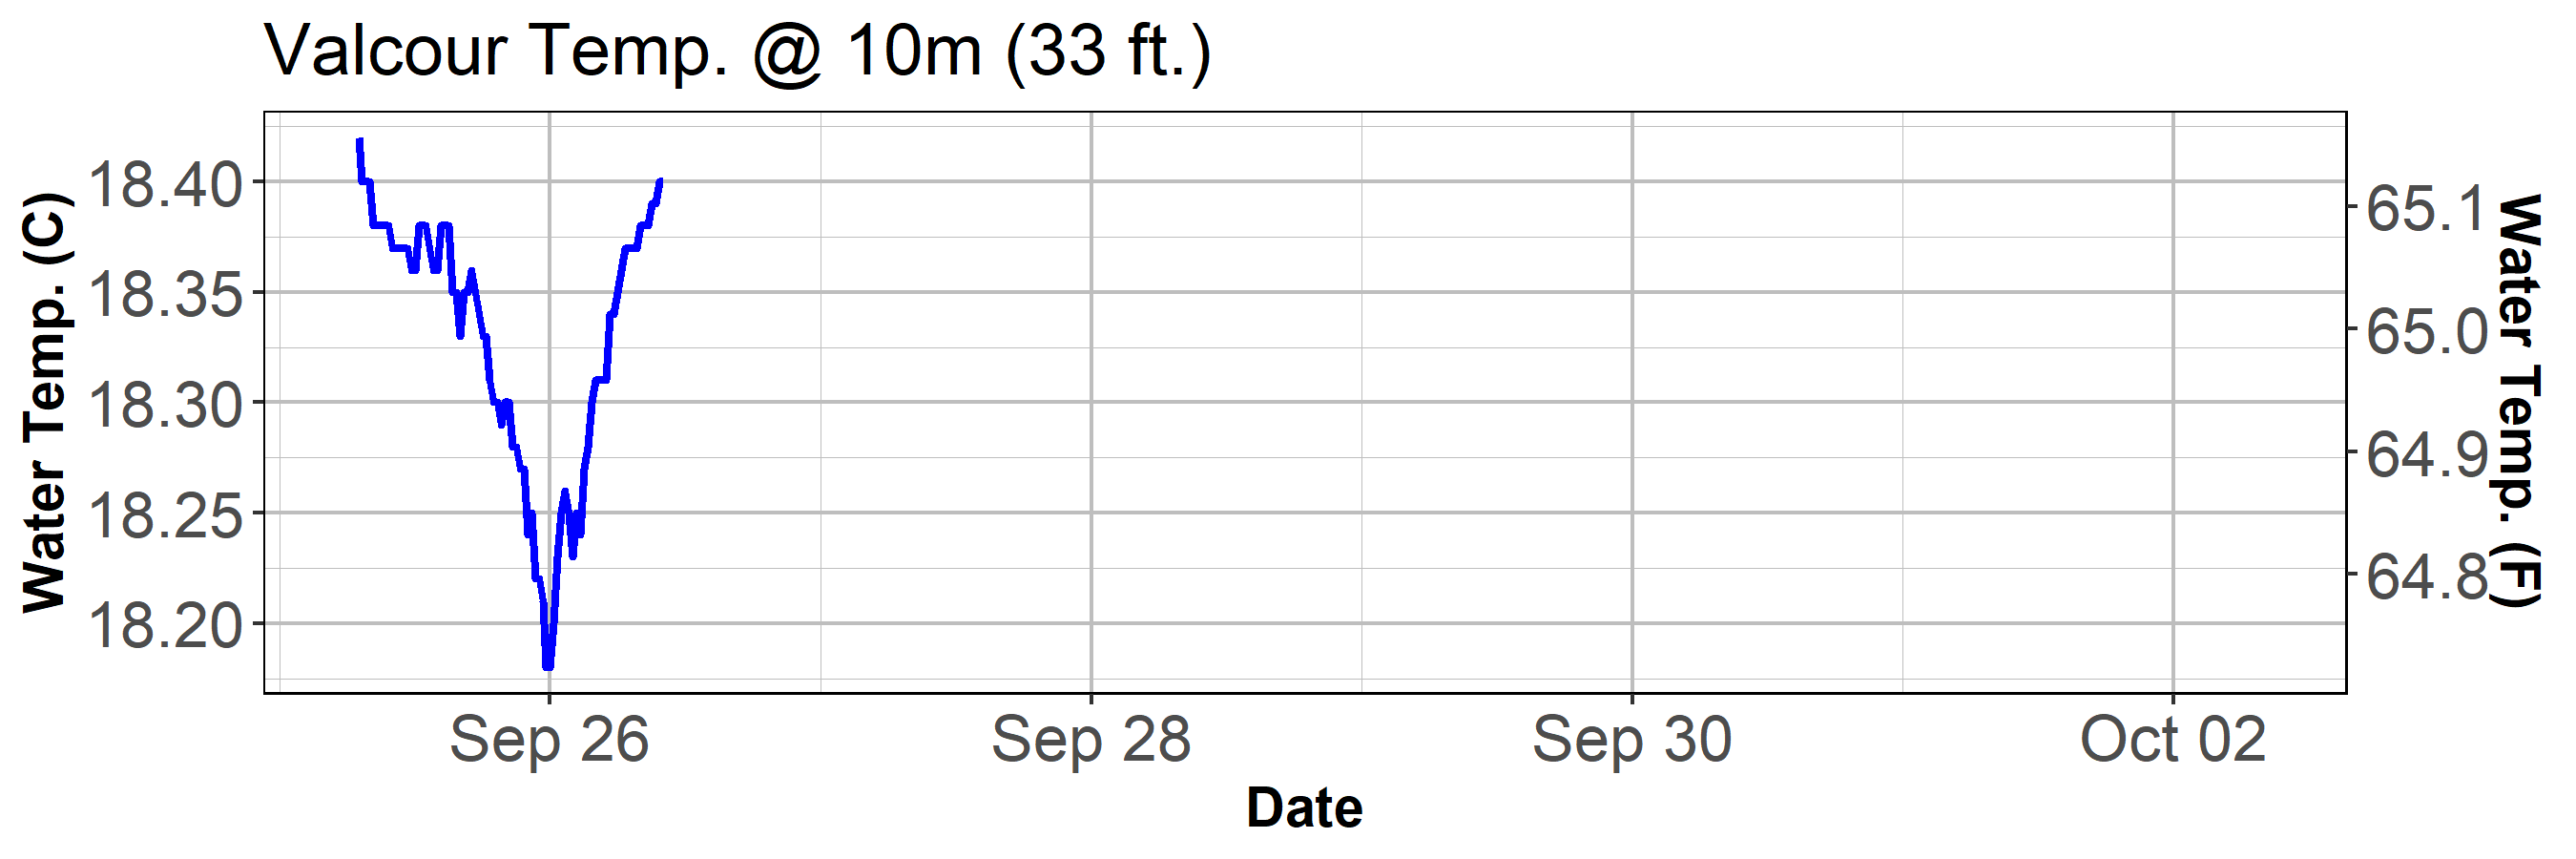 Valcour Temp. @ 10m (33 ft.)
Water Temp. (C)
18.40
18.35
18.30
18.25
18.20
65.1
65.0
64.9
64.8
Water Temp. (F)
Sep 26
Sep 28
Sep 30
Oct 02
Date